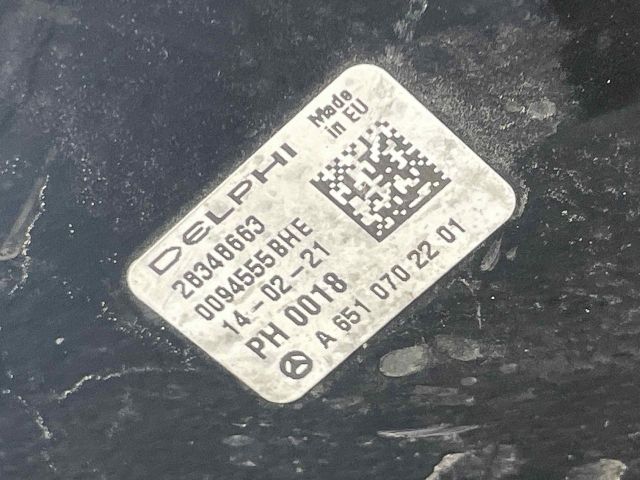 Made
in EU
DELPHI
28348663
0094555BHE
14-02-21
PH 0018
A 651 070 22 01